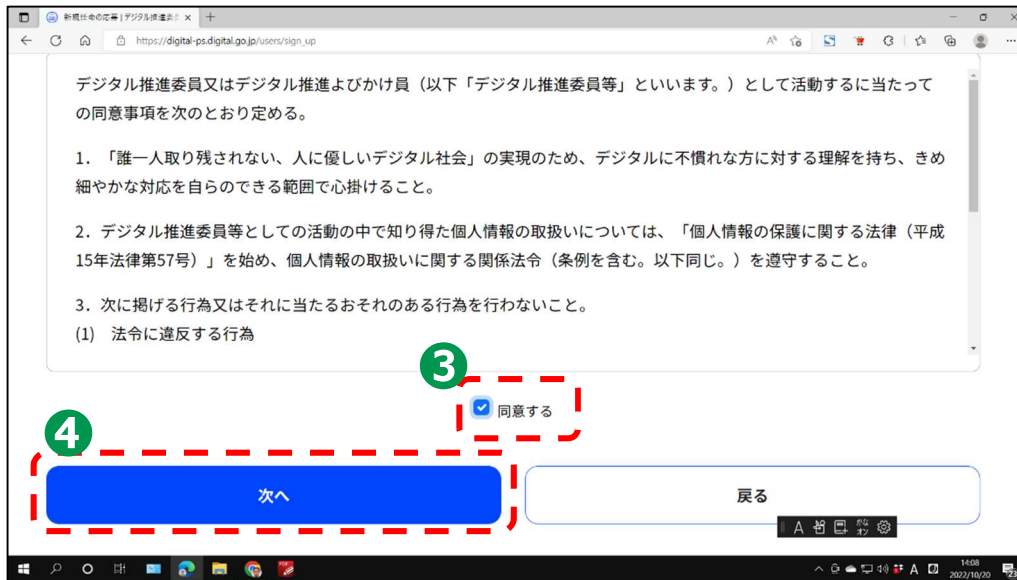 新規任命の応募 | デジタル推進委
https://digital-ps.digital.go.jp/users/sign_up
デジタル推進委員又はデジタル推進よびかけ員（以下「デジタル推進委員等」といいます。）として活動するに当たって
の同意事項を次のとおり定める。
1．「誰一人取り残されない、人に優しいデジタル社会」の実現のため、デジタルに不慣れな方に対する理解を持ち、きめ
細やかな対応を自らのできる範囲で心掛けること。
2．デジタル推進委員等としての活動の中で知り得た個人情報の取扱いについては、「個人情報の保護に関する法律（平成
15年法律第57号）」を始め、個人情報の取扱いに関する関係法令（条例を含む。以下同じ。）を遵守すること。
3．次に掲げる行為又はそれに当たるおそれのある行為を行わないこと。
(1)　法令に違反する行為
3
同意する
4
次へ
戻る
A
かな
オン
A
14:08
2022/10/20
23